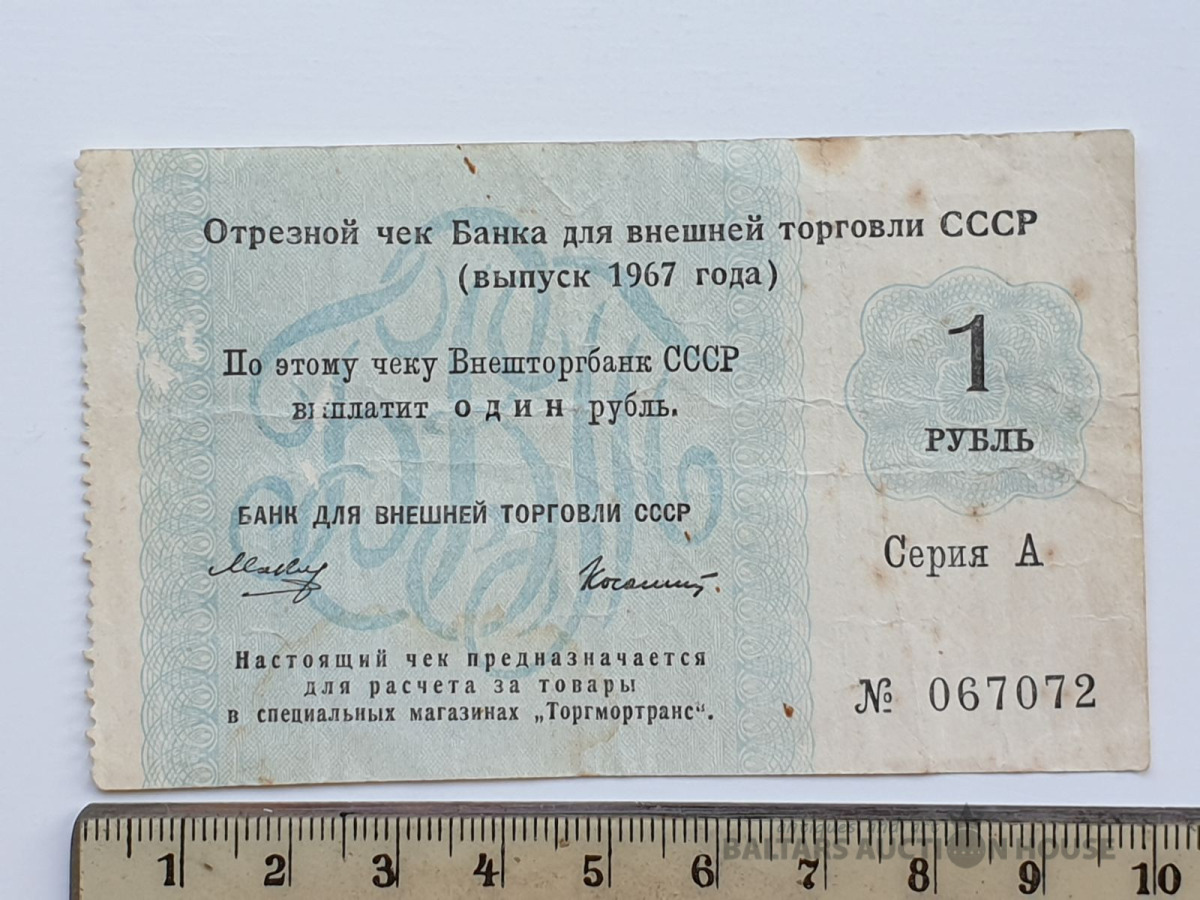 Отрезной чек Банка для внешней торговли СССР
(выпуск 1967 года)
По этому чеку Внешторгбанк СССР
выплатит один рубль.
1
РУБЛЬ
БАНК ДЛЯ ВНЕШНЕЙ ТОРГОВЛИ СССР
Серия А
Настоящий чек предназначается
для расчета за товары
в специальных магазинах „Торгмортранс“.
№ 067072
BALTARS AUCTION HOUSE
1 2 3 4 5 6 7 8 9 10